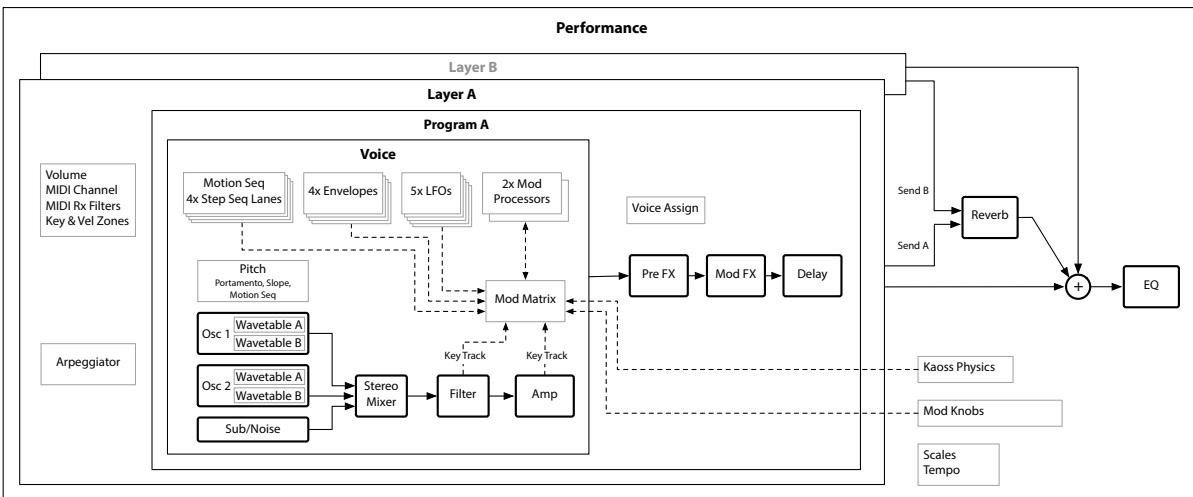 Performance
Layer B
Layer A
Program A
Voice
Volume
MIDI Channel
MIDI Rx Filters
Key & Vel Zones
Motion Seq
4x Step Seq Lanes
4x Envelopes
5x LFOs
2x Mod
Processors
Voice Assign
Send B
Reverb
Send A
Pitch
Portamento, Slope,
Motion Seq
Mod Matrix
Pre FX
Mod FX
Delay
+
EQ
Osc 1
Wavetable A
Wavetable B
Arpeggiator
Key Track
Key Track
Kaoss Physics
Osc 2
Wavetable A
Wavetable B
Stereo
Mixer
Filter
Amp
Mod Knobs
Sub/Noise
Scales
Tempo